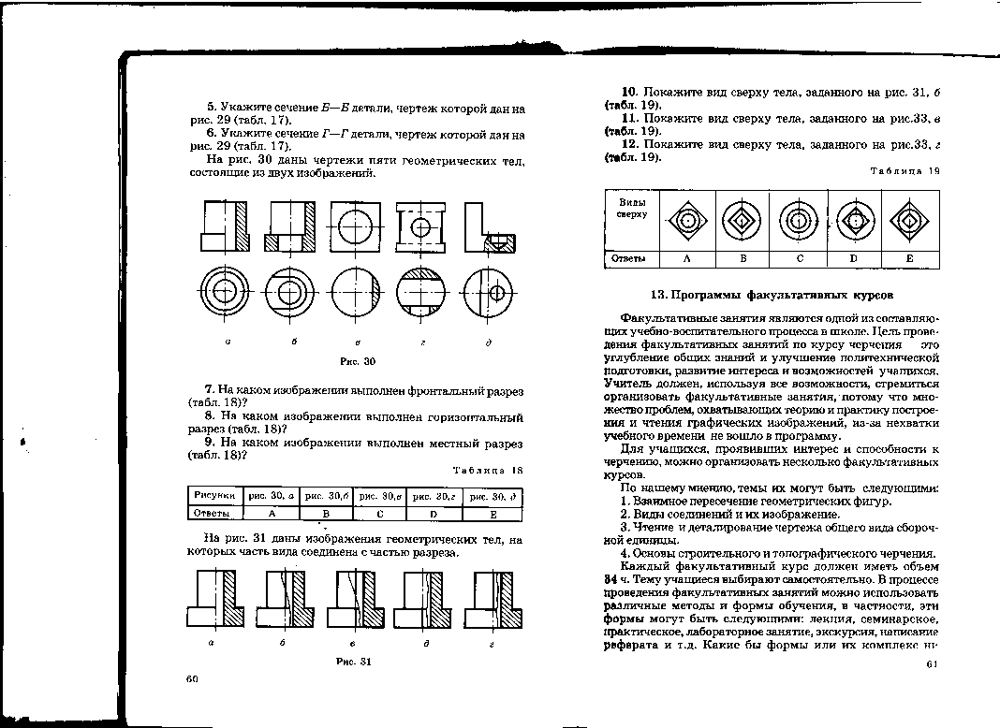 5. Укажите сечение Б—Б детали, чертеж которой дан на
рис. 29 (табл. 17).
6. Укажите сечение Г—Г детали, чертеж которой дан на
рис. 29 (табл. 17).
На рис. 30 даны чертежи пяти геометрических тел,
состоящие из двух изображений.
а б в г д
Рис. 30
7. На каком изображении выполнен фронтальный разрез
(табл. 18)?
8. На каком изображении выполнен горизонтальный
разрез (табл. 18)?
9. На каком изображении выполнен местный разрез
(табл. 18)?
Таблица 18
Рисунки рис. 30, а рис. 30,б рис. 30,в рис. 30,г рис. 30, д
Ответы A B C D E
На рис. 31 даны изображения геометрических тел, на
которых часть вида соединена с частью разреза.
а б в д г
Рис. 31
60
10. Покажите вид сверху тела, заданного на рис. 31, б
(табл. 19).
11. Покажите вид сверху тела, заданного на рис.33, в
(табл. 19).
12. Покажите вид сверху тела, заданного на рис.33, г
(табл. 19).
Таблица 19
Виды
сверху
Ответы A B C D E
13. Программы факультативных курсов
Факультативные занятия являются одной из составляю-
щих учебно-воспитательного процесса в школе. Цель прове-
дения факультативных занятий по курсу черчения это
углубление общих знаний и улучшение политехнической
подготовки, развитие интереса и возможностей учащихся.
Учитель должен, используя все возможности, стремиться
организовать факультативные занятия, потому что мно-
жество проблем, охватывающих теорию и практику построе-
ния и чтения графических изображений, из-за нехватки
учебного времени не вошло в программу.
Для учащихся, проявивших интерес и способности к
черчению, можно организовать несколько факультативных
курсов.
По нашему мнению, темы их могут быть следующими:
1. Взаимное пересечение геометрических фигур.
2. Виды соединений и их изображение.
3. Чтение и деталирование чертежа общего вида сбороч-
ной единицы.
4. Основы строительного и топографического черчения.
Каждый факультативный курс должен иметь объем
34 ч. Тему учащиеся выбирают самостоятельно. В процессе
проведения факультативных занятий можно использовать
различные методы и формы обучения, в частности, эти
формы могут быть следующими: лекция, семинарское,
практическое, лабораторное занятие, экскурсия, написание
реферата и т.д. Какие бы формы или их комплекс ни
61